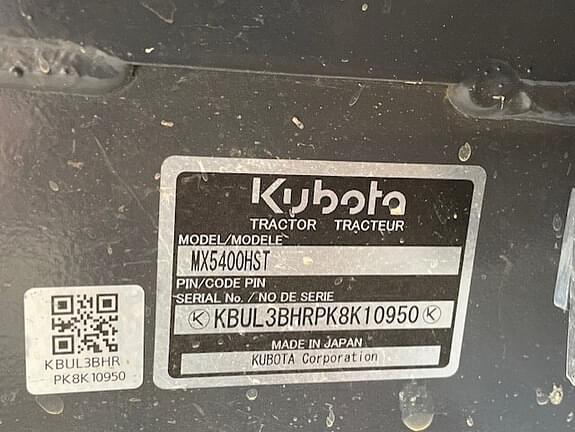 Kubota
TRACTOR TRACTEUR
MODEL/MODELE
MX5400HST
PIN/CODE PIN
SERIAL No. / NO DE SERIE
KBUL3BHRPK8K10950
MADE IN JAPAN
KUBOTA Corporation
KBUL3BHR
PK8K10950